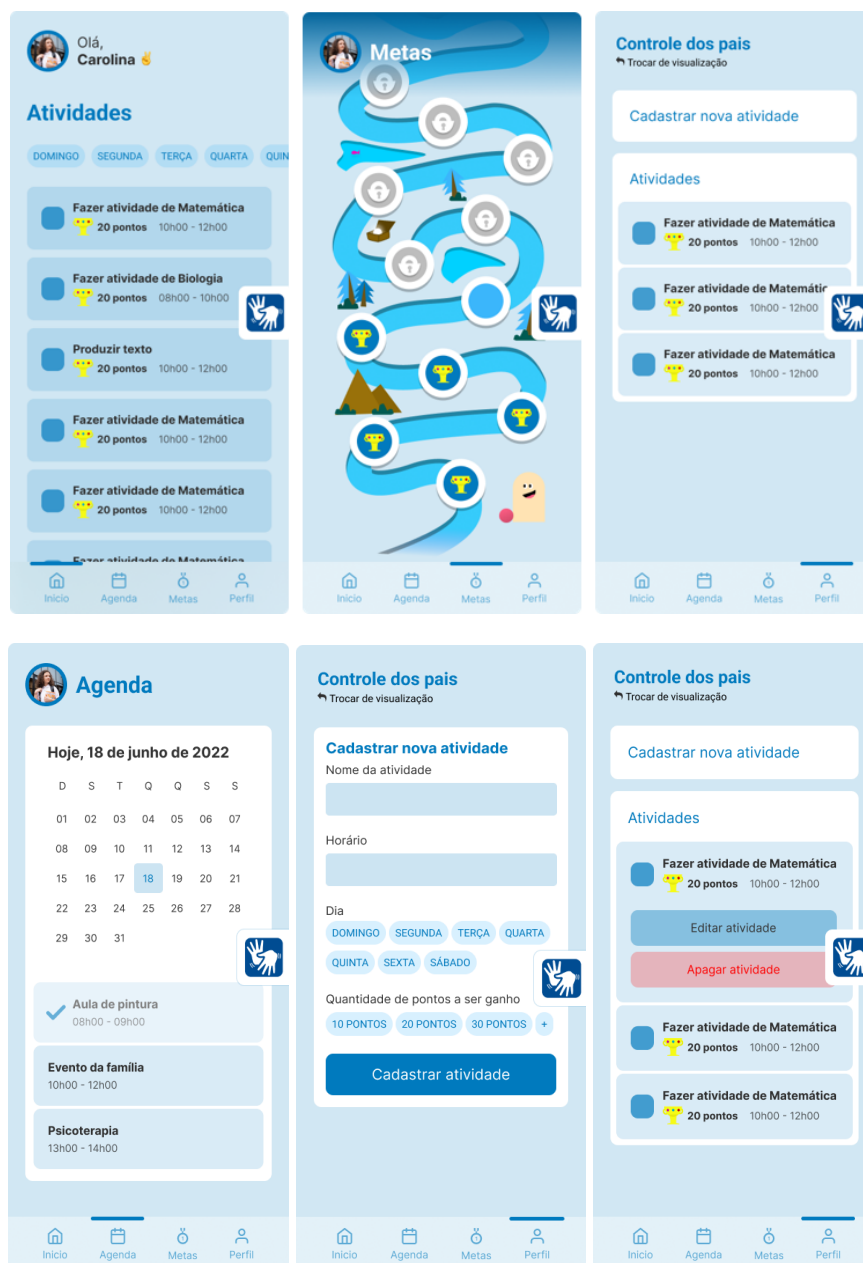 Olá,
Carolina ✌
Atividades
DOMINGO SEGUNDA TERÇA QUARTA QUIN
Fazer atividade de Matemática
20 pontos 10h00 - 12h00
Fazer atividade de Biologia
20 pontos 08h00 - 10h00
Produzir texto
20 pontos 10h00 - 12h00
Fazer atividade de Matemática
20 pontos 10h00 - 12h00
Fazer atividade de Matemática
20 pontos 10h00 - 12h00
Fazer atividade de Matemática
Inicio Agenda Metas Perfil
Metas
Inicio Agenda Metas Perfil
Controle dos pais
Trocar de visualização
Cadastrar nova atividade
Atividades
Fazer atividade de Matemática
20 pontos 10h00 - 12h00
Fazer atividade de Matemátic
20 pontos 10h00 - 12h00
Fazer atividade de Matemática
20 pontos 10h00 - 12h00
Inicio Agenda Metas Perfil
Agenda
Hoje, 18 de junho de 2022
D S T Q Q S S
01 02 03 04 05 06 07
08 09 10 11 12 13 14
15 16 17 18 19 20 21
22 23 24 25 26 27 28
29 30 31
Aula de pintura
08h00 - 09h00
Evento da família
10h00 - 12h00
Psicoterapia
13h00 - 14h00
Inicio Agenda Metas Perfil
Controle dos pais
Trocar de visualização
Cadastrar nova atividade
Nome da atividade
Horário
Dia
DOMINGO SEGUNDA TERÇA QUARTA
QUINTA SEXTA SÁBADO
Quantidade de pontos a ser ganho
10 PONTOS 20 PONTOS 30 PONTOS +
Cadastrar atividade
Inicio Agenda Metas Perfil
Controle dos pais
Trocar de visualização
Cadastrar nova atividade
Atividades
Fazer atividade de Matemática
20 pontos 10h00 - 12h00
Editar atividade
Apagar atividade
Fazer atividade de Matemática
20 pontos 10h00 - 12h00
Fazer atividade de Matemática
20 pontos 10h00 - 12h00
Inicio Agenda Metas Perfil